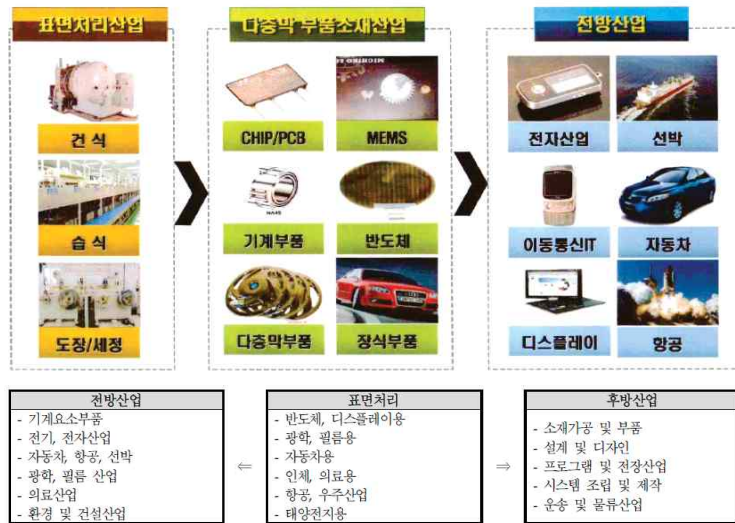 표면처리산업
건 식
습 식
도장/세정
다층막 부품소재산업
CHIP/PCB
MEMS
기계부품
반도체
다층막부품
장식부품
전방산업
전자산업
선박
이동통신IT
자동차
디스플레이
항공
전방산업
- 기계요소부품
- 전기, 전자산업
- 자동차, 항공, 선박
- 광학, 필름 산업
- 의료산업
- 환경 및 건설산업
⇐
표면처리
- 반도체, 디스플레이용
- 광학, 필름용
- 자동차용
- 인체, 의료용
- 항공, 우주산업
- 태양전지용
⇒
후방산업
- 소재가공 및 부품
- 설계 및 디자인
- 프로그램 및 전장산업
- 시스템 조립 및 제작
- 운송 및 물류산업